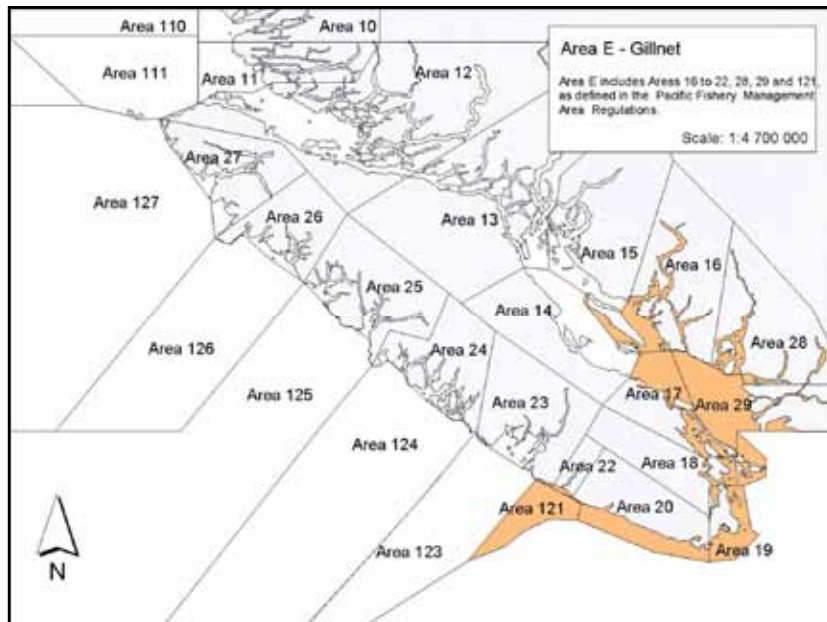 Area 110
Area 10
Area E - Gillnet
Area E includes Areas 16 to 22, 28, 29 and 121,
as defined in the Pacific Fishery Management
Area Regulations.
Scale: 1:4 700 000
Area 111
Area 11
Area 12
Area 27
Area 127
Area 26
Area 13
Area 15
Area 16
Area 25
Area 14
Area 28
Area 126
Area 24
Area 125
Area 17
Area 29
Area 23
Area 124
Area 22
Area 18
Area 121
Area 20
Area 123
Area 19
N